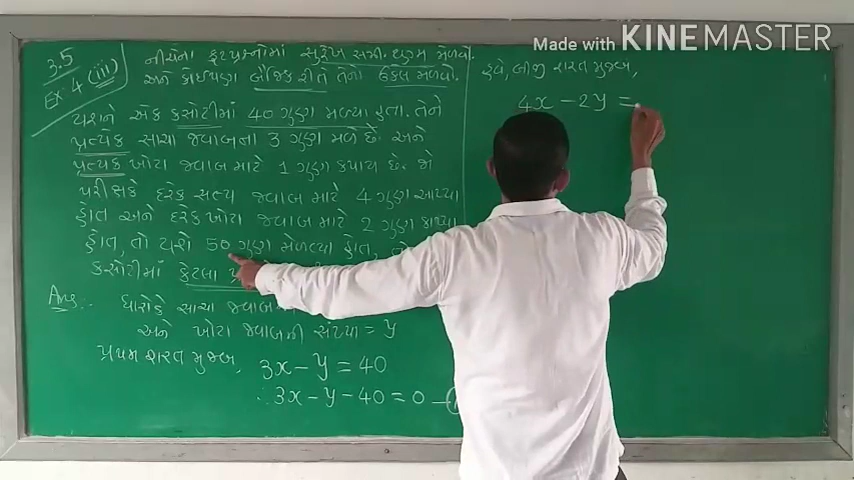 Made with KINEMASTER
3.5
Ex 4 (iii)
નીચેના કૂટપ્રશ્નોમાં સુરેખ સમી. યુગ્મ મેળવો.
અને કોઈપણ બૈજિક રીતે તેનો ઉકેલ મેળવો.
યશને એક કસોટીમાં 40 ગુણ મળ્યા હતા. તેને
પ્રત્યેક સાચા જવાબના 3 ગુણ મળે છે. અને
પ્રત્યેક ખોટા જવાબ માટે 1 ગુણ કપાય છે. જો
પરીક્ષકે દરેક સત્ય જવાબ માટે 4 ગુણ આપ્યા
હોત અને દરેક ખોટા જવાબ માટે 2 ગુણ કાપ્યા
હોત, તો યશે 50 ગુણ મેળવ્યા હોત, તો
કસોટીમાં કેટલા
Ans:-
ધારોકે સાચા
અને ખોટા જવાબની સંખ્યા = y
પ્રથમ શરત મુજબ, 3x - y = 40
∴ 3x - y - 40 = 0 —
હવે, બીજી શરત મુજબ,
4x - 2y =